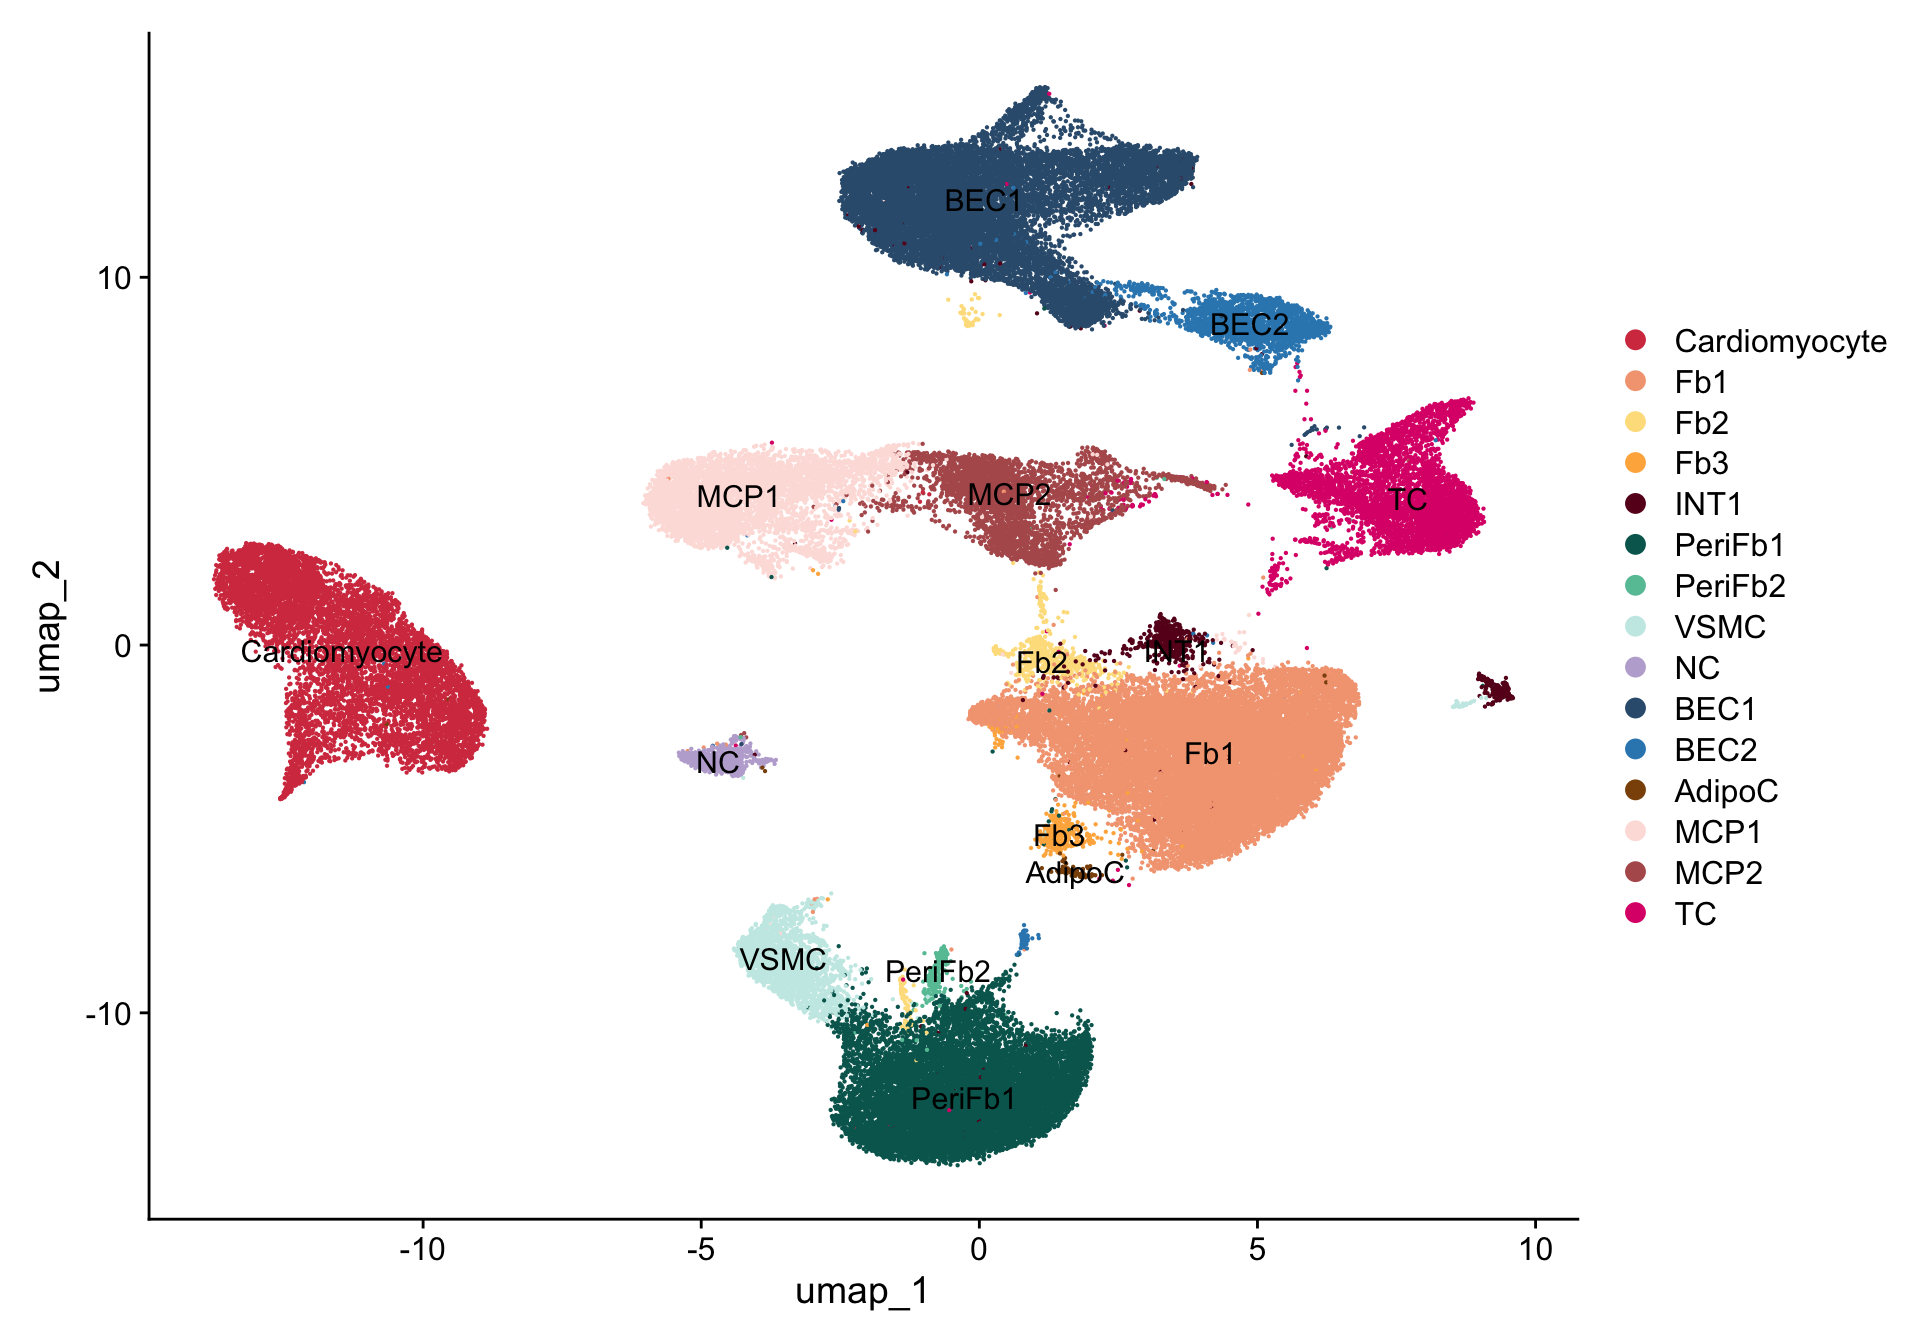 BEC1
10
BEC2
MCP1
MCP2
TC
0
Cardiomyocyte
Fb2
INT1
NC
Fb1
Fb3
AdipoC
VSMC
PeriFb2
-10
PeriFb1
-10
-5
0
5
10
umap_1
umap_2
Cardiomyocyte
Fb1
Fb2
Fb3
INT1
PeriFb1
PeriFb2
VSMC
NC
BEC1
BEC2
AdipoC
MCP1
MCP2
TC